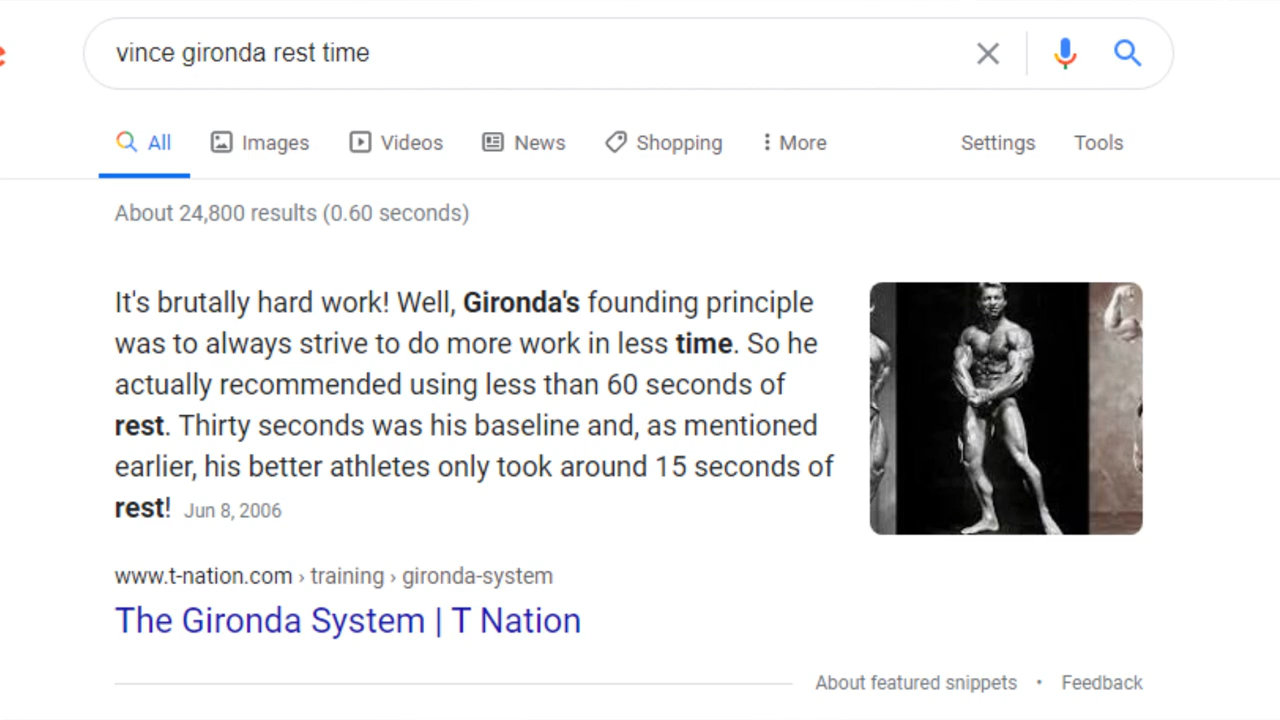 vince gironda rest time
All Images Videos News Shopping More Settings Tools
About 24,800 results (0.60 seconds)
It's brutally hard work! Well, Gironda's founding principle
was to always strive to do more work in less time. So he
actually recommended using less than 60 seconds of
rest. Thirty seconds was his baseline and, as mentioned
earlier, his better athletes only took around 15 seconds of
rest! Jun 8, 2006
www.t-nation.com › training › gironda-system
The Gironda System | T Nation
About featured snippets • Feedback